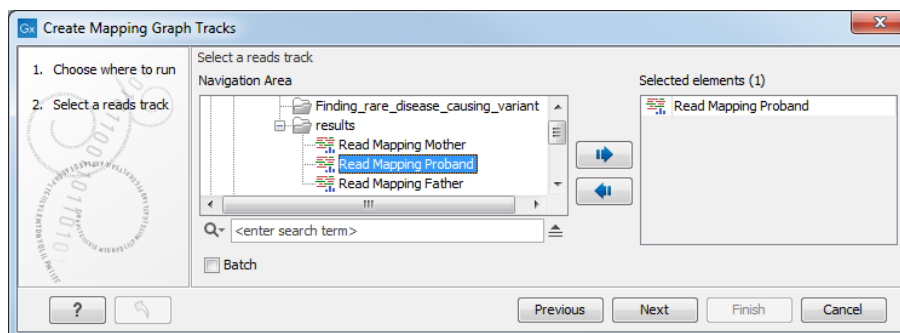 Gx Create Mapping Graph Tracks
1. Choose where to run
2. Select a reads track
Select a reads track
Navigation Area
Finding_rare_disease_causing_variant
results
Read Mapping Mother
Read Mapping Proband
Read Mapping Father
<enter search term>
Batch
Selected elements (1)
Read Mapping Proband
?
Previous
Next
Finish
Cancel